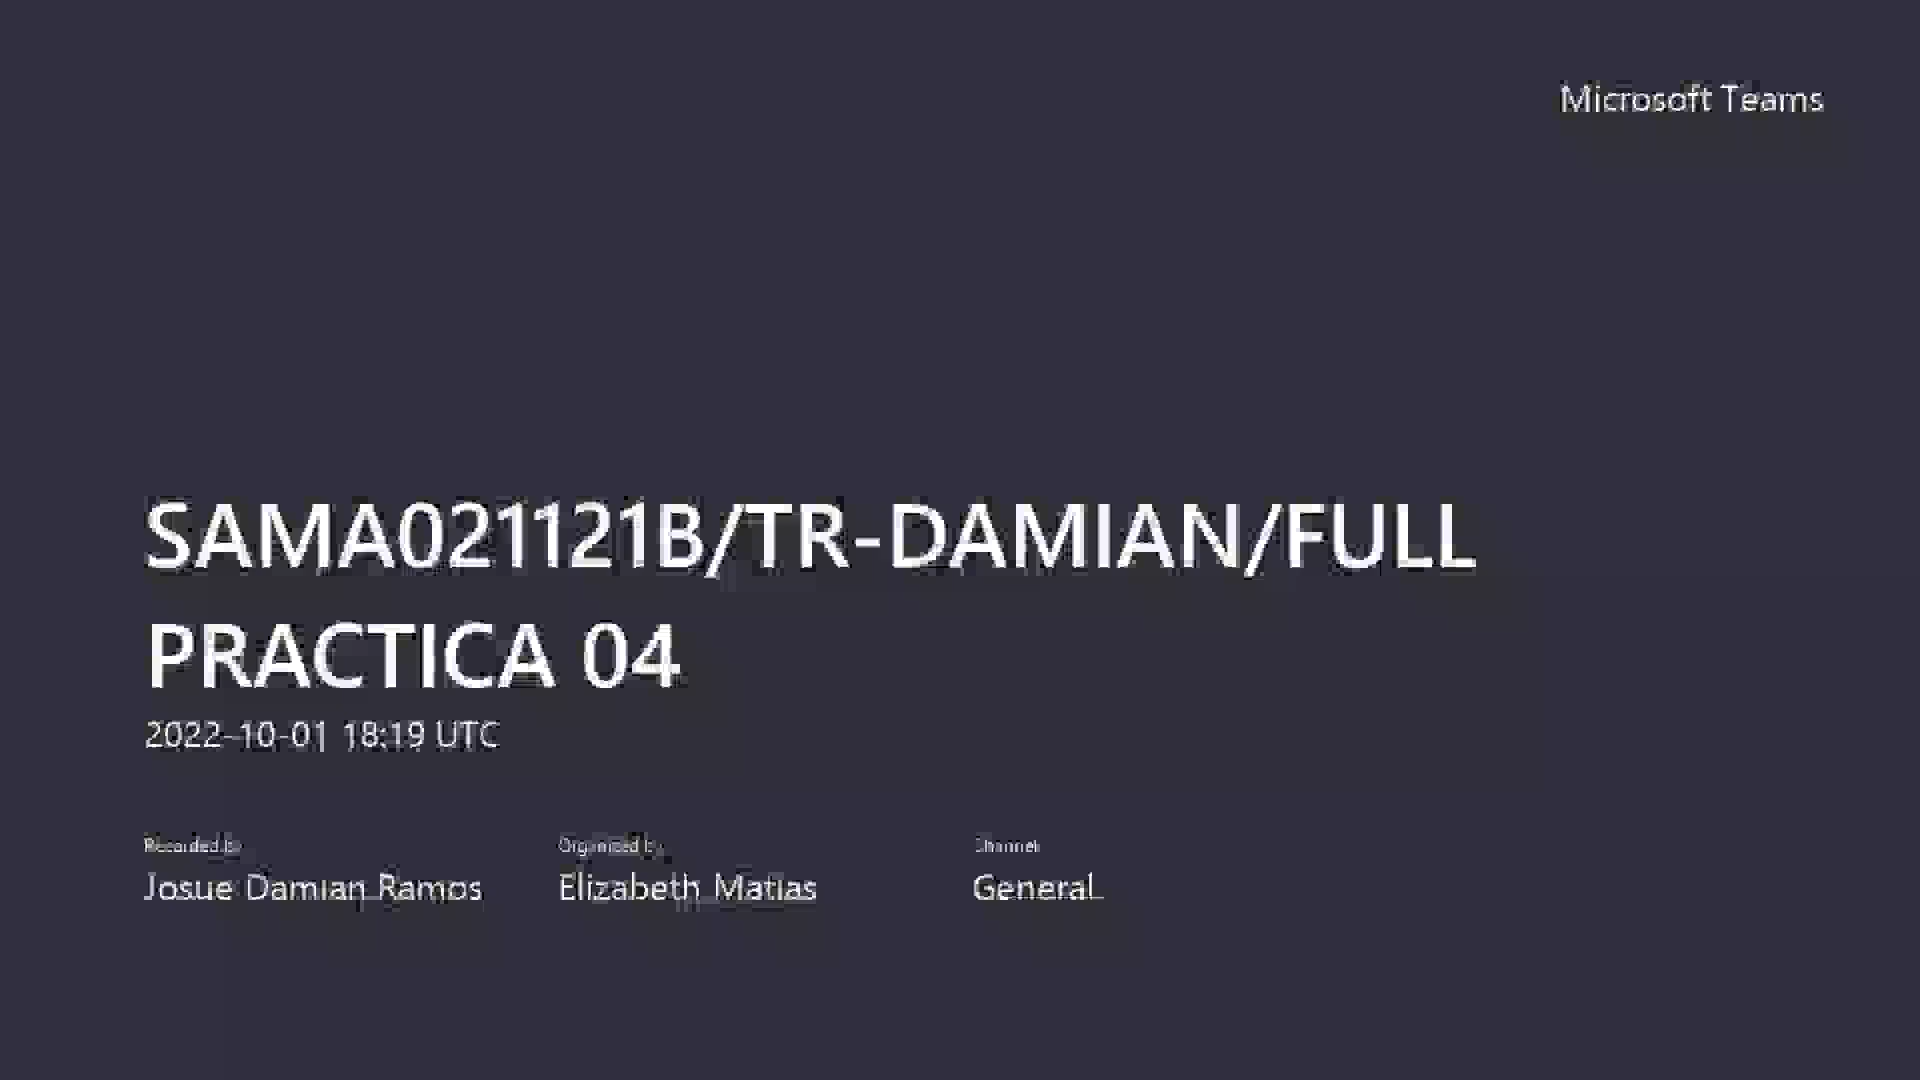 Microsoft Teams
SAMA021121B/TR-DAMIAN/FULL
PRACTICA 04
2022-10-01 18:19 UTC
Recorded by
Organized by
Channel
Josue Damian Ramos
Elizabeth Matias
General